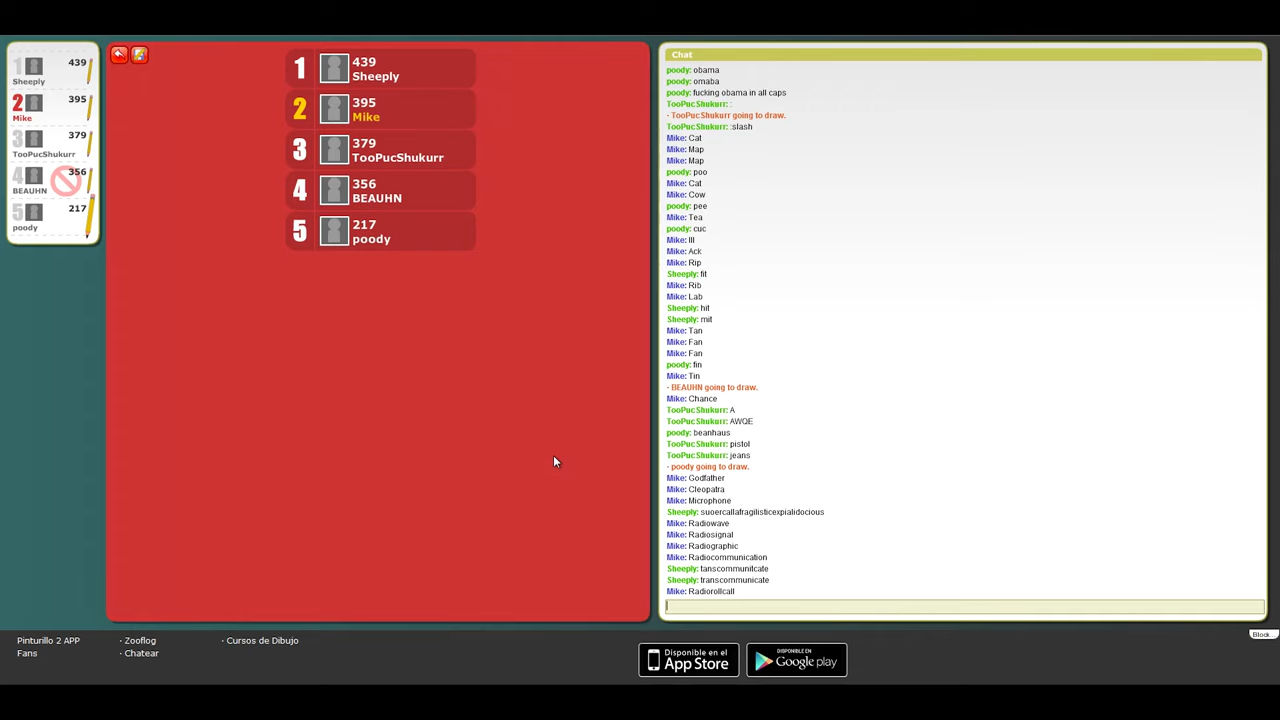 1 Sheeply 439
2 Mike 395
3 TooPucShukurr 379
4 BEAUHN 356
5 poody 217
1 439 Sheeply
2 395 Mike
3 379 TooPucShukurr
4 356 BEAUHN
5 217 poody
Chat
poody: obama
poody: omaba
poody: fucking obama in all caps
TooPucShukurr: :
· TooPucShukurr going to draw.
TooPucShukurr: :slash
Mike: Cat
Mike: Map
Mike: Map
poody: poo
Mike: Cat
Mike: Cow
poody: pee
Mike: Tea
poody: cuc
Mike: Ill
Mike: Ack
Mike: Rip
Sheeply: fit
Mike: Rib
Mike: Lab
Sheeply: hit
Sheeply: mit
Mike: Tan
Mike: Fan
Mike: Fan
poody: fin
Mike: Tin
· BEAUHN going to draw.
Mike: Chance
TooPucShukurr: A
TooPucShukurr: AWQE
poody: beanhaus
TooPucShukurr: pistol
TooPucShukurr: jeans
· poody going to draw.
Mike: Godfather
Mike: Cleopatra
Mike: Microphone
Sheeply: suoercallafragilisticexpialidocious
Mike: Radiowave
Mike: Radiosignal
Mike: Radiographic
Mike: Radiocommunication
Sheeply: tanscommunitcate
Sheeply: transcommunicate
Mike: Radiorollcall
Block...
Pinturillo 2 APP · Zooflog · Cursos de Dibujo
Fans · Chatear
Disponible en el App Store
DISPONIBLE EN Google play